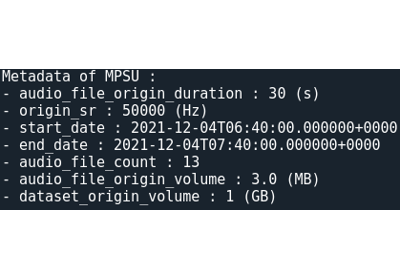 Metadata of MPSU :
- audio_file_origin_duration : 30 (s)
- origin_sr : 50000 (Hz)
- start_date : 2021-12-04T06:40:00.000000+0000
- end_date : 2021-12-04T07:40:00.000000+0000
- audio_file_count : 13
- audio_file_origin_volume : 3.0 (MB)
- dataset_origin_volume : 1 (GB)